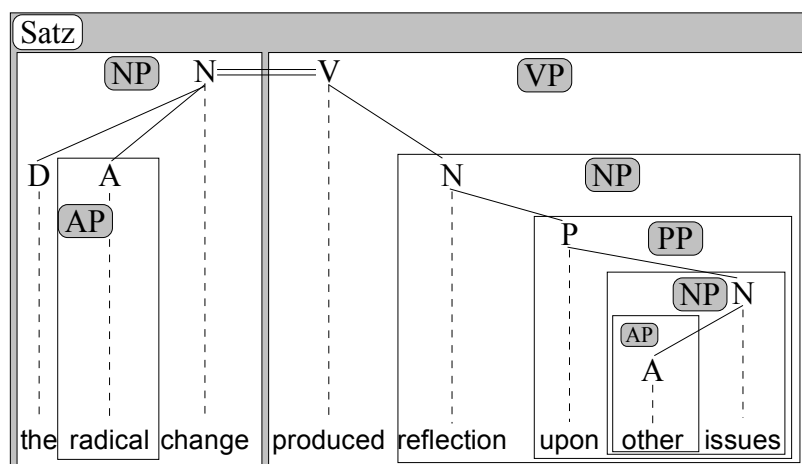 Satz
NP N V VP
D A N NP
AP
P PP
NP N
AP
A
the radical change produced reflection upon other issues